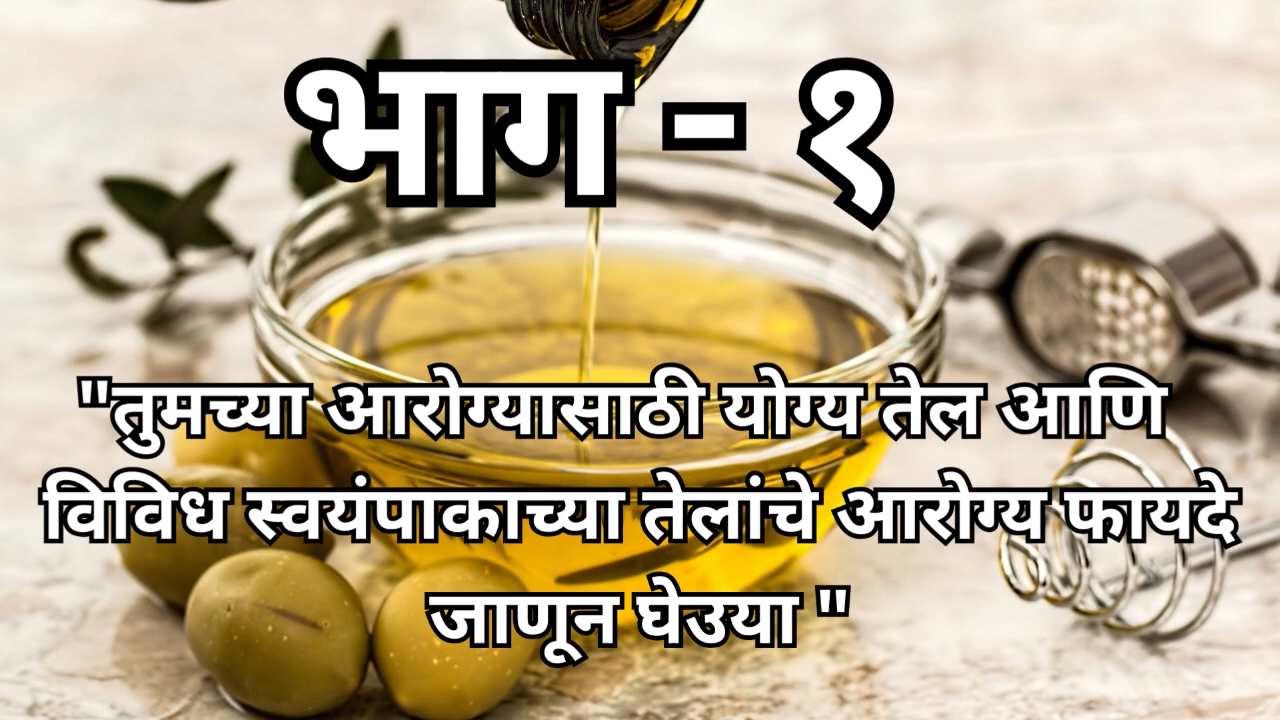 भाग - १
"तुमच्या आरोग्यासाठी योग्य तेल आणि
विविध स्वयंपाकाच्या तेलांचे आरोग्य फायदे
जाणून घेउया "